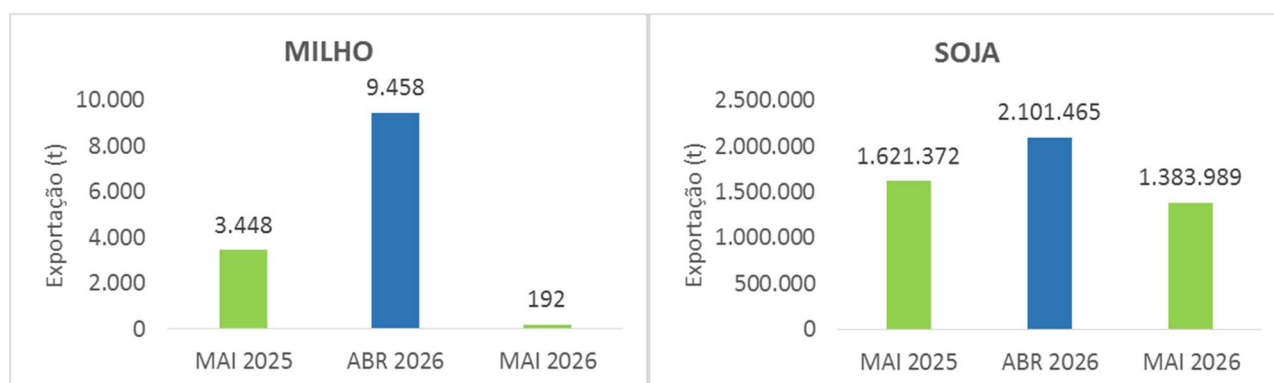 MILHO
Exportação (t)
10.000
8.000
6.000
4.000
2.000
0
3.448
9.458
192
MAI 2025
ABR 2026
MAI 2026
SOJA
Exportação (t)
2.500.000
2.000.000
1.500.000
1.000.000
500.000
0
1.621.372
2.101.465
1.383.989
MAI 2025
ABR 2026
MAI 2026